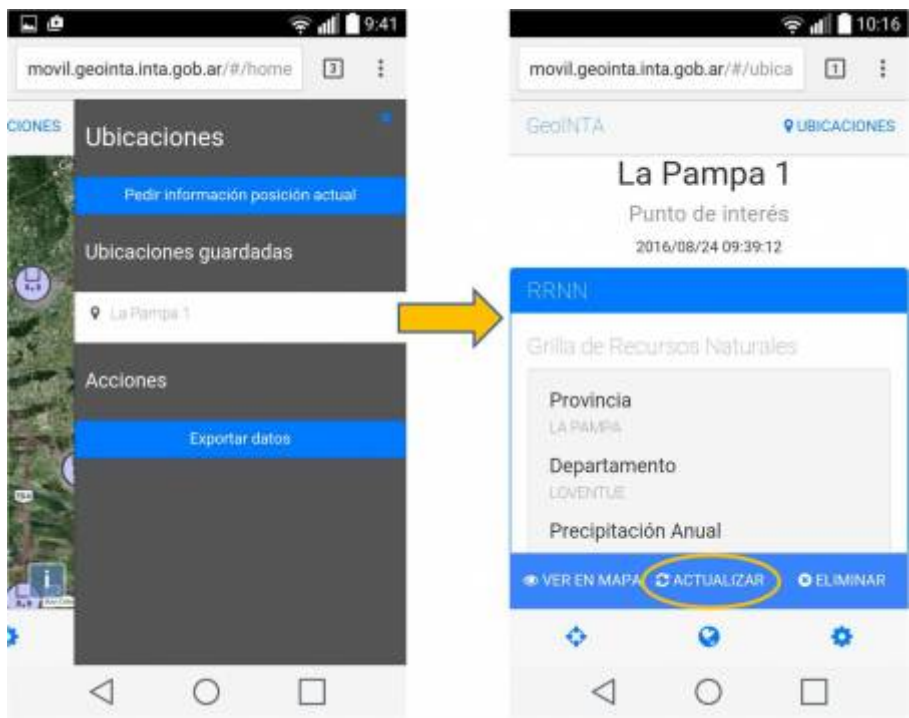 9:41
movil.geointa.inta.gob.ar/#/home
3
CIONES
Ubicaciones
Pedir información posición actual
Ubicaciones guardadas
La Pampa 1
Acciones
Exportar datos
i
10:16
movil.geointa.inta.gob.ar/#/ubica
1
GeoINTA
UBICACIONES
La Pampa 1
Punto de interés
2016/08/24 09:39:12
RRNN
Grilla de Recursos Naturales
Provincia
LA PAMPA
Departamento
LOVENTUE
Precipitación Anual
VER EN MAPA
ACTUALIZAR
ELIMINAR